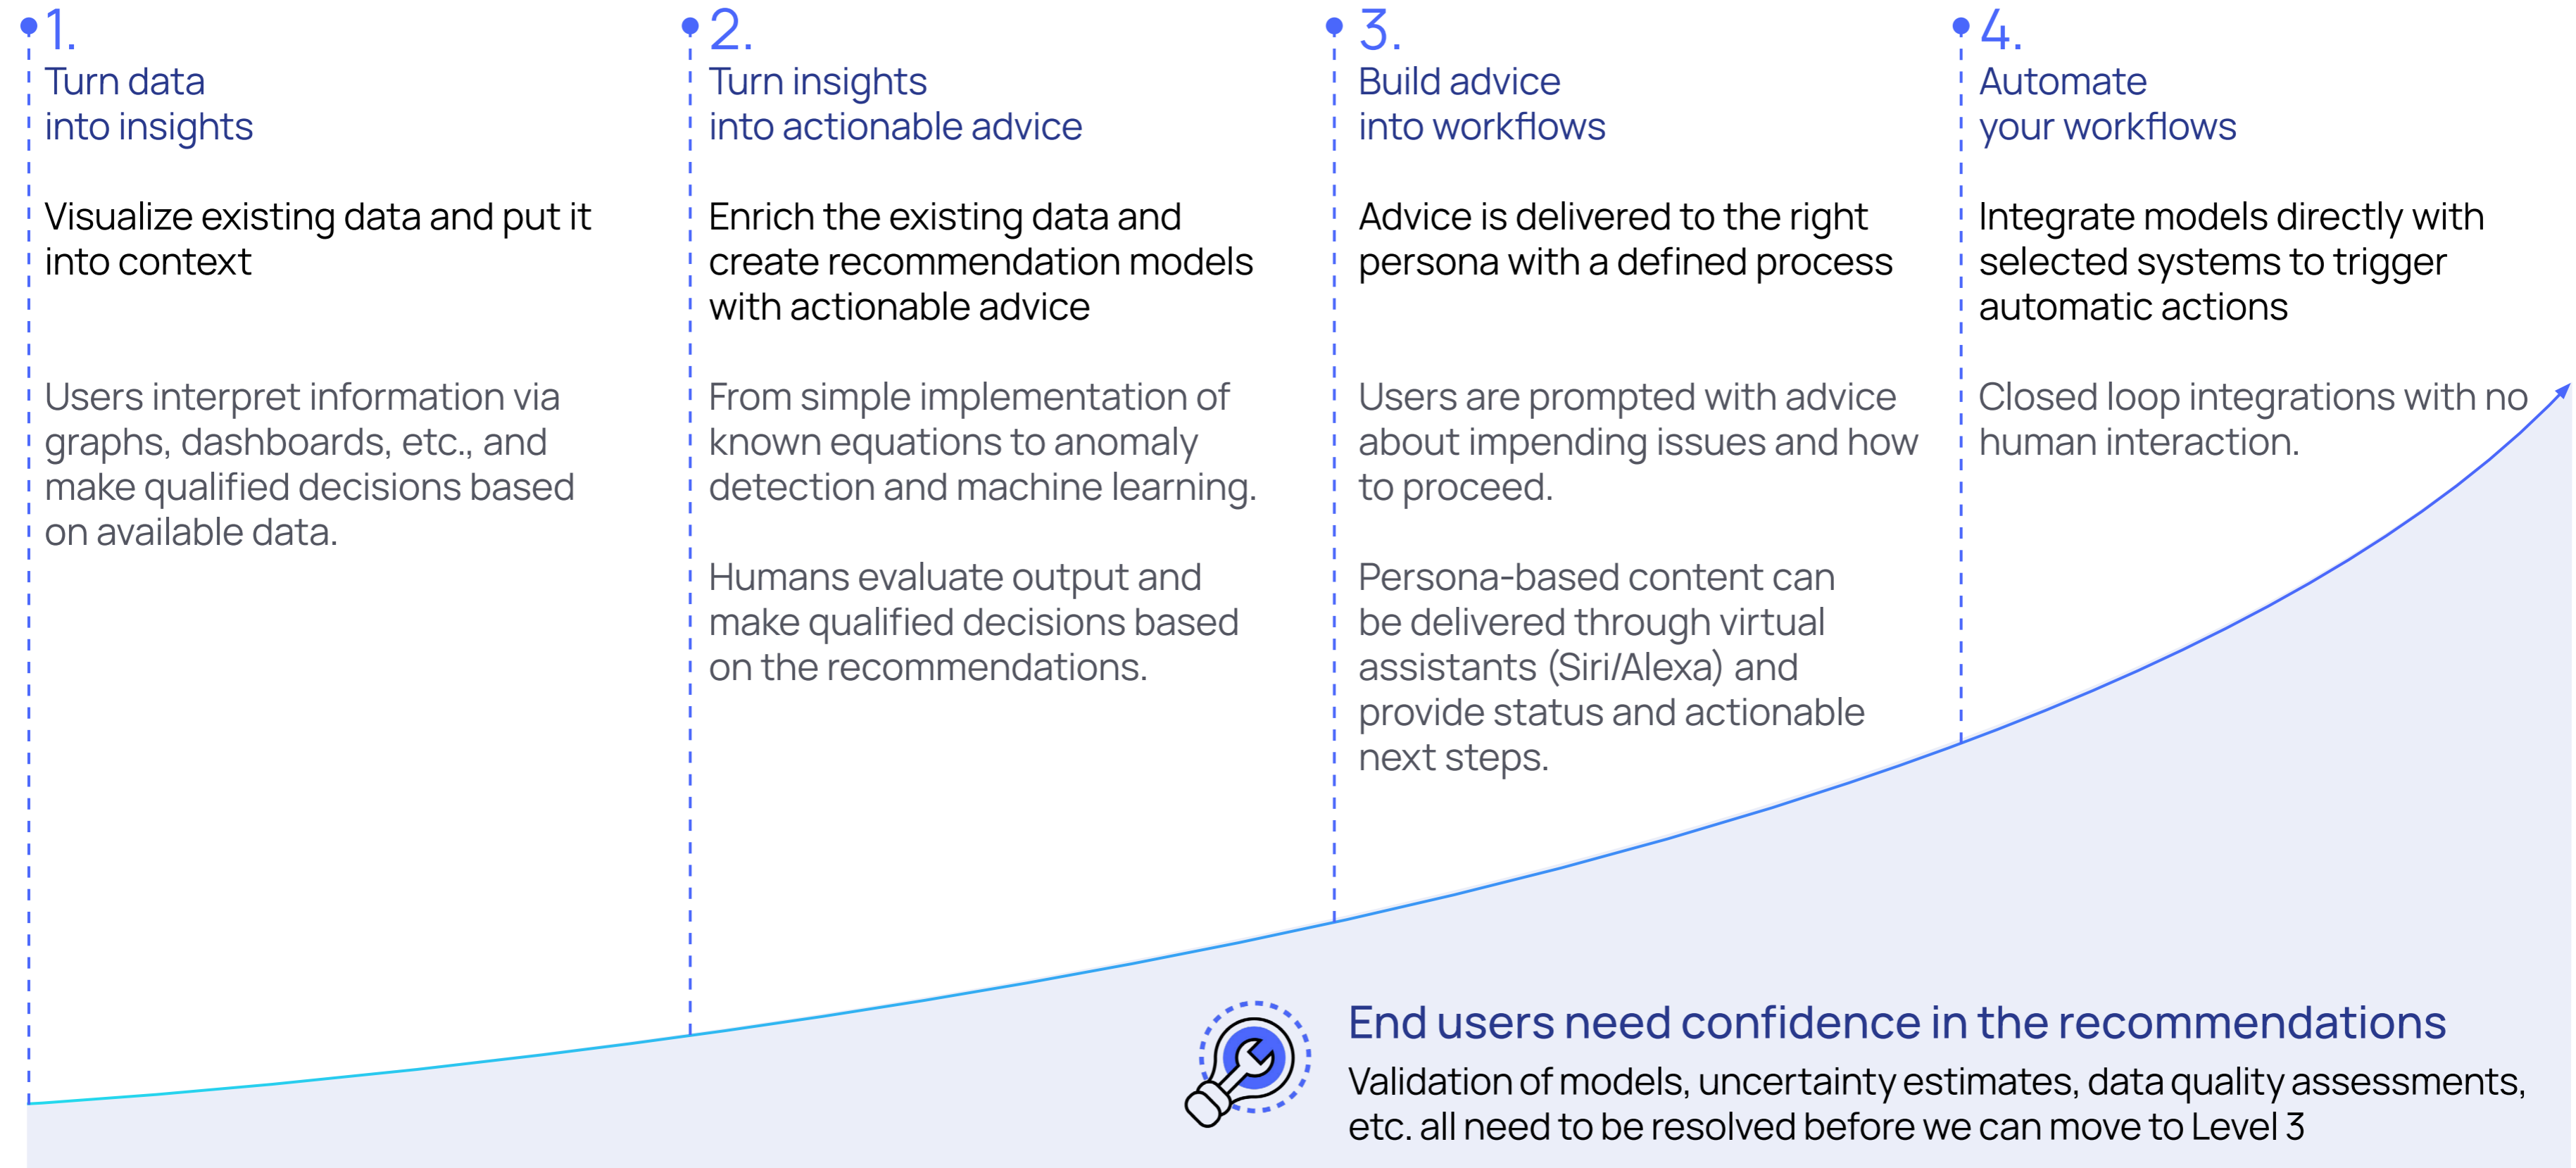 1.
Turn data
into insights
Visualize existing data and put it
into context
Users interpret information via
graphs, dashboards, etc., and
make qualified decisions based
on available data.
2.
Turn insights
into actionable advice
Enrich the existing data and
create recommendation models
with actionable advice
From simple implementation of
known equations to anomaly
detection and machine learning.
Humans evaluate output and
make qualified decisions based
on the recommendations.
3.
Build advice
into workflows
Advice is delivered to the right
persona with a defined process
Users are prompted with advice
about impending issues and how
to proceed.
Persona-based content can
be delivered through virtual
assistants (Siri/Alexa) and
provide status and actionable
next steps.
4.
Automate
your workflows
Integrate models directly with
selected systems to trigger
automatic actions
Closed loop integrations with no
human interaction.
End users need confidence in the recommendations
Validation of models, uncertainty estimates, data quality assessments,
etc. all need to be resolved before we can move to Level 3